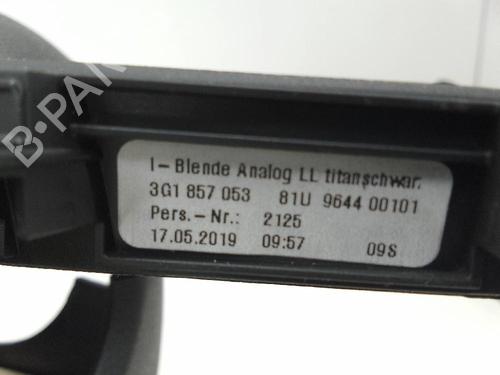 I- Blende Analog LL titanschwar.
3G1 857 053 81U 9644 00101
Pers.- Nr.: 2125
17.05.2019 09:57 09S
B-PARTS